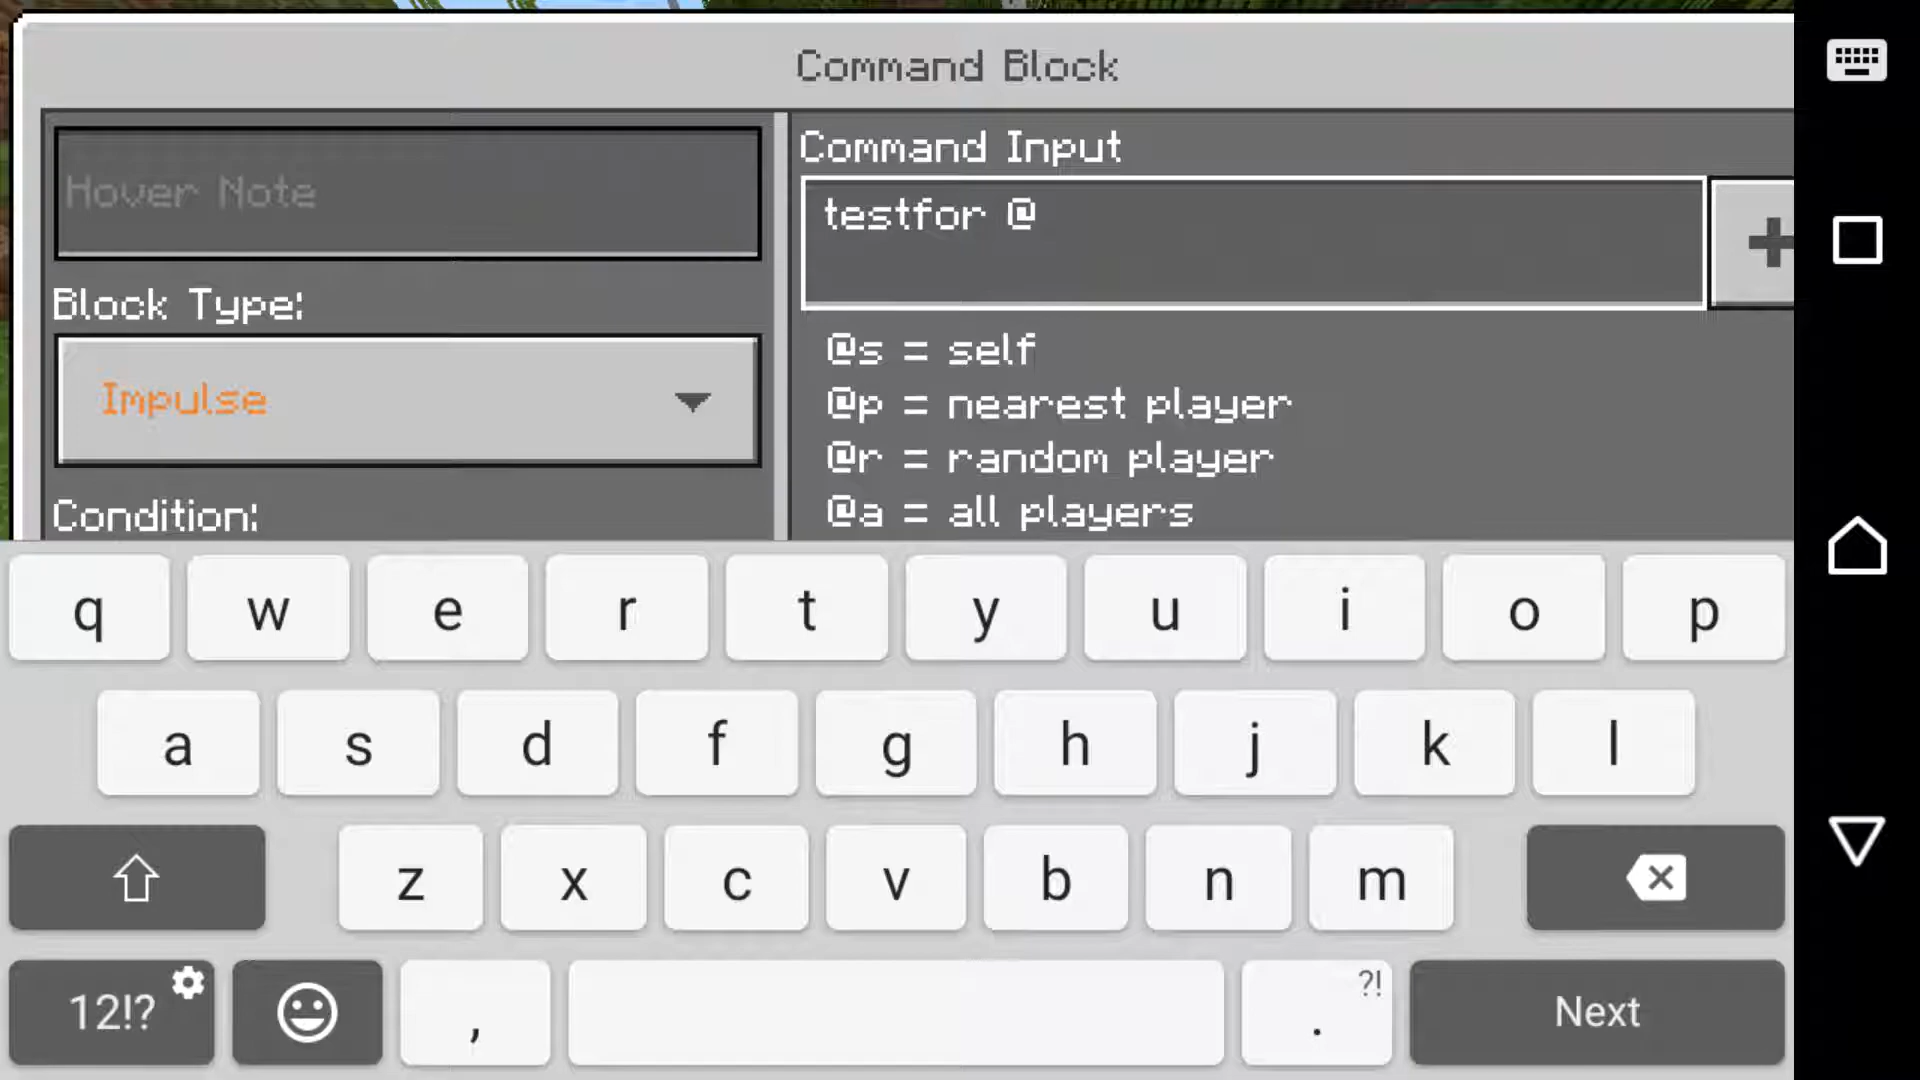 Command Block
Hover Note
Block Type:
Impulse
Condition:
Command Input
testfor @
+
@s = self
@p = nearest player
@r = random player
@a = all players
q w e r t y u i o p
a s d f g h j k l
z x c v b n m
12!? , . ?! Next